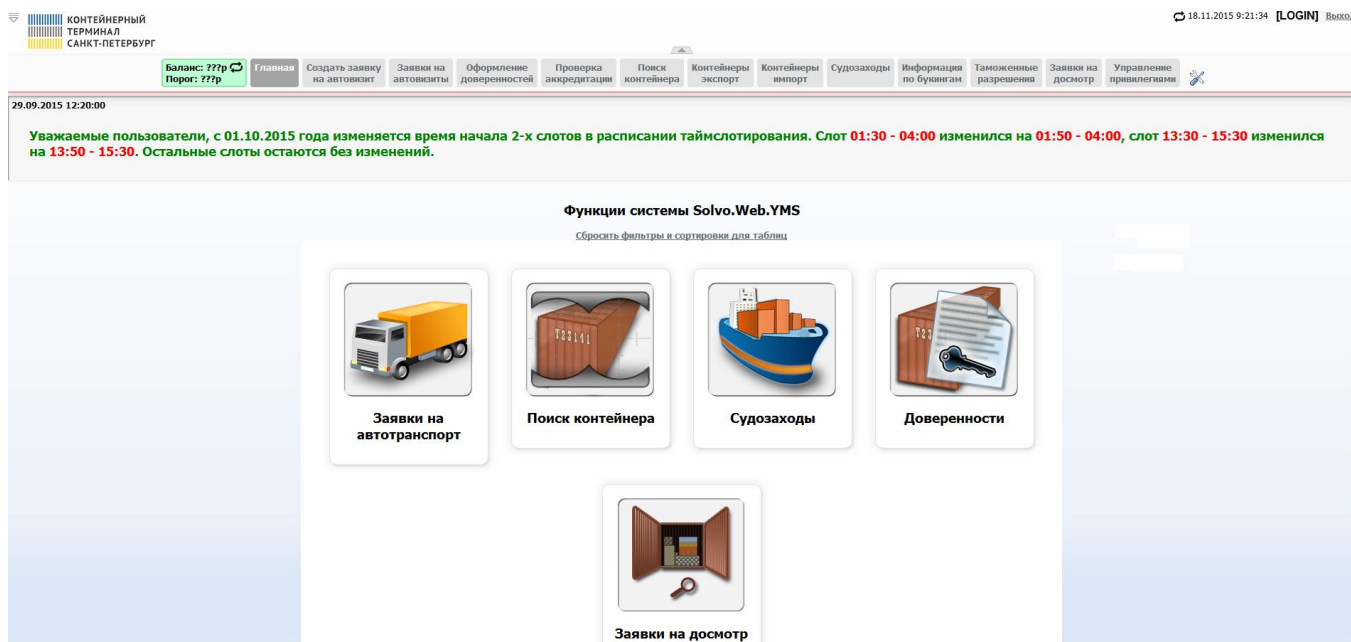 КОНТЕЙНЕРНЫЙ
ТЕРМИНАЛ
САНКТ-ПЕТЕРБУРГ
18.11.2015 9:21:34 [LOGIN] Выход
Баланс: ???р
Порог: ???р
Главная
Создать заявку
на автовизит
Заявки на
автовизиты
Оформление
доверенностей
Проверка
аккредитации
Поиск
контейнера
Контейнеры
экспорт
Контейнеры
импорт
Судозаходы
Информация
по букингам
Таможенные
разрешения
Заявки на
досмотр
Управление
привилегиями
29.09.2015 12:20:00
Уважаемые пользователи, с 01.10.2015 года изменяется время начала 2-х слотов в расписании таймслотирования. Слот 01:30 - 04:00 изменился на 01:50 - 04:00, слот 13:30 - 15:30 изменился
на 13:50 - 15:30. Остальные слоты остаются без изменений.
Функции системы Solvo.Web.YMS
Сбросить фильтры и сортировки для таблиц
Заявки на
автотранспорт
Поиск контейнера
Судозаходы
Доверенности
Заявки на досмотр